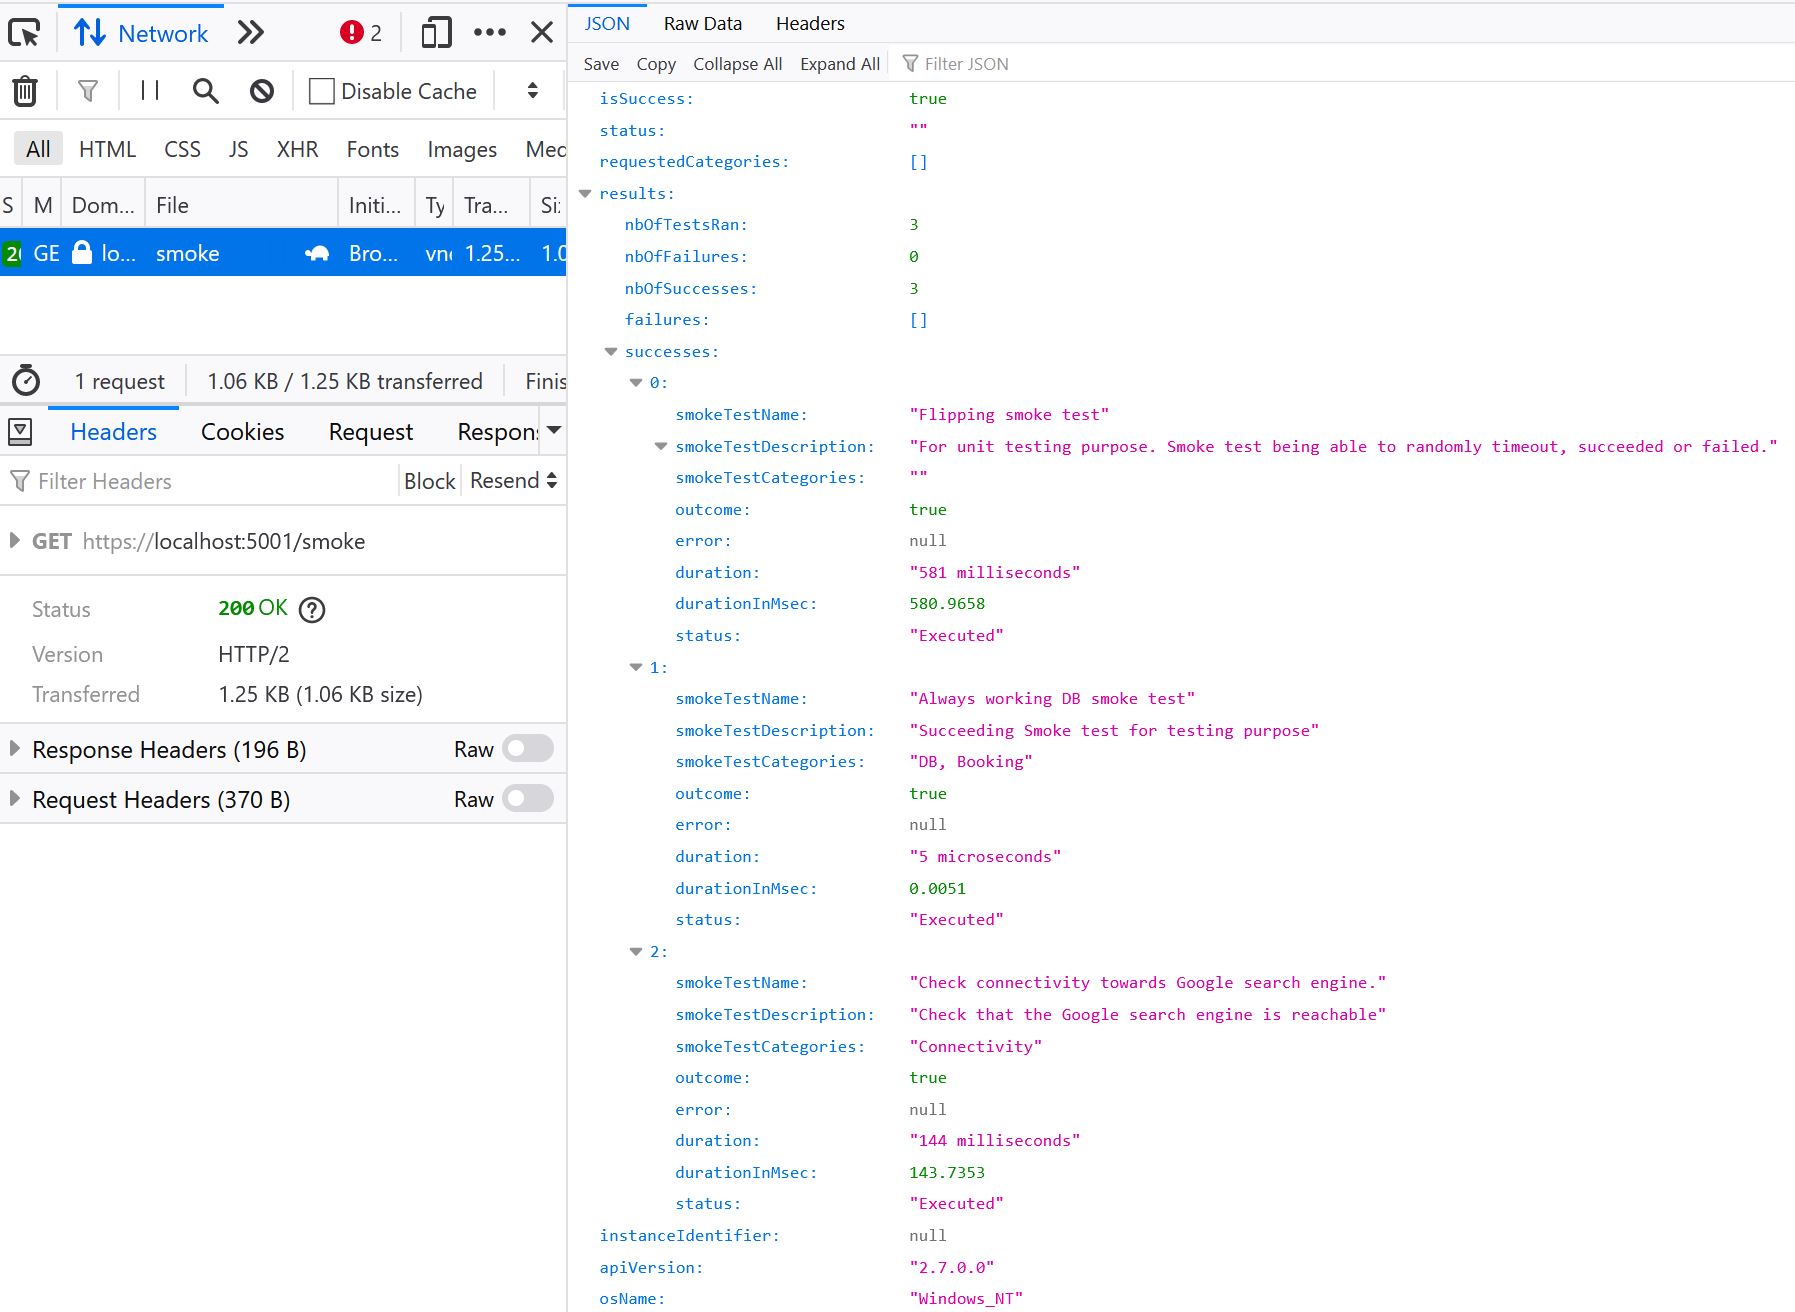 Network
2
Disable Cache
All HTML CSS JS XHR Fonts Images Med
S M Dom... File Initi... Ty Tra... Si
20 GE lo... smoke Bro... vn 1.25... 1.0
1 request 1.06 KB / 1.25 KB transferred Finis
Headers Cookies Request Respon
Filter Headers Block Resend
GET https://localhost:5001/smoke
Status 200 OK
Version HTTP/2
Transferred 1.25 KB (1.06 KB size)
Response Headers (196 B) Raw
Request Headers (370 B) Raw
JSON Raw Data Headers
Save Copy Collapse All Expand All Filter JSON
isSuccess: true
status: ""
requestedCategories: []
results:
nbOfTestsRan: 3
nbOfFailures: 0
nbOfSuccesses: 3
failures: []
successes:
0:
smokeTestName: "Flipping smoke test"
smokeTestDescription: "For unit testing purpose. Smoke test being able to randomly timeout, succeeded or failed."
smokeTestCategories: ""
outcome: true
error: null
duration: "581 milliseconds"
durationInMsec: 580.9658
status: "Executed"
1:
smokeTestName: "Always working DB smoke test"
smokeTestDescription: "Succeeding Smoke test for testing purpose"
smokeTestCategories: "DB, Booking"
outcome: true
error: null
duration: "5 microseconds"
durationInMsec: 0.0051
status: "Executed"
2:
smokeTestName: "Check connectivity towards Google search engine."
smokeTestDescription: "Check that the Google search engine is reachable"
smokeTestCategories: "Connectivity"
outcome: true
error: null
duration: "144 milliseconds"
durationInMsec: 143.7353
status: "Executed"
instanceIdentifier: null
apiVersion: "2.7.0.0"
osName: "Windows_NT"